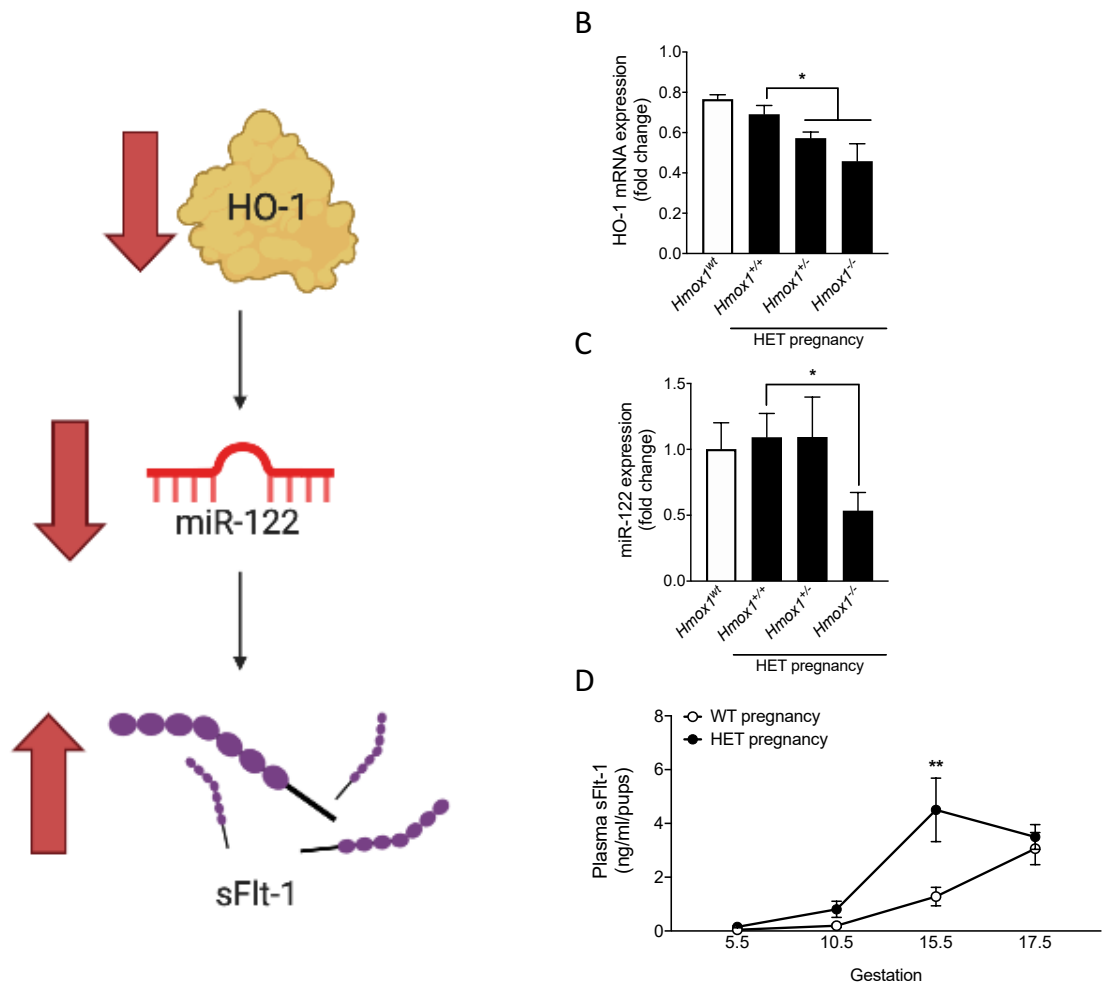 HO-1
miR-122
sFlt-1
B
HO-1 mRNA expression
(fold change)
1.0
0.8
0.6
0.4
0.2
0.0
*
Hmox1wt
Hmox1+/+
Hmox1+/-
Hmox1-/-
HET pregnancy
C
miR-122 expression
(fold change)
1.5
1.0
0.5
0.0
*
Hmox1wt
Hmox1+/+
Hmox1+/-
Hmox1-/-
HET pregnancy
D
Plasma sFlt-1
(ng/ml/pups)
8
6
4
2
0
WT pregnancy
HET pregnancy
**
5.5 10.5 15.5 17.5
Gestation